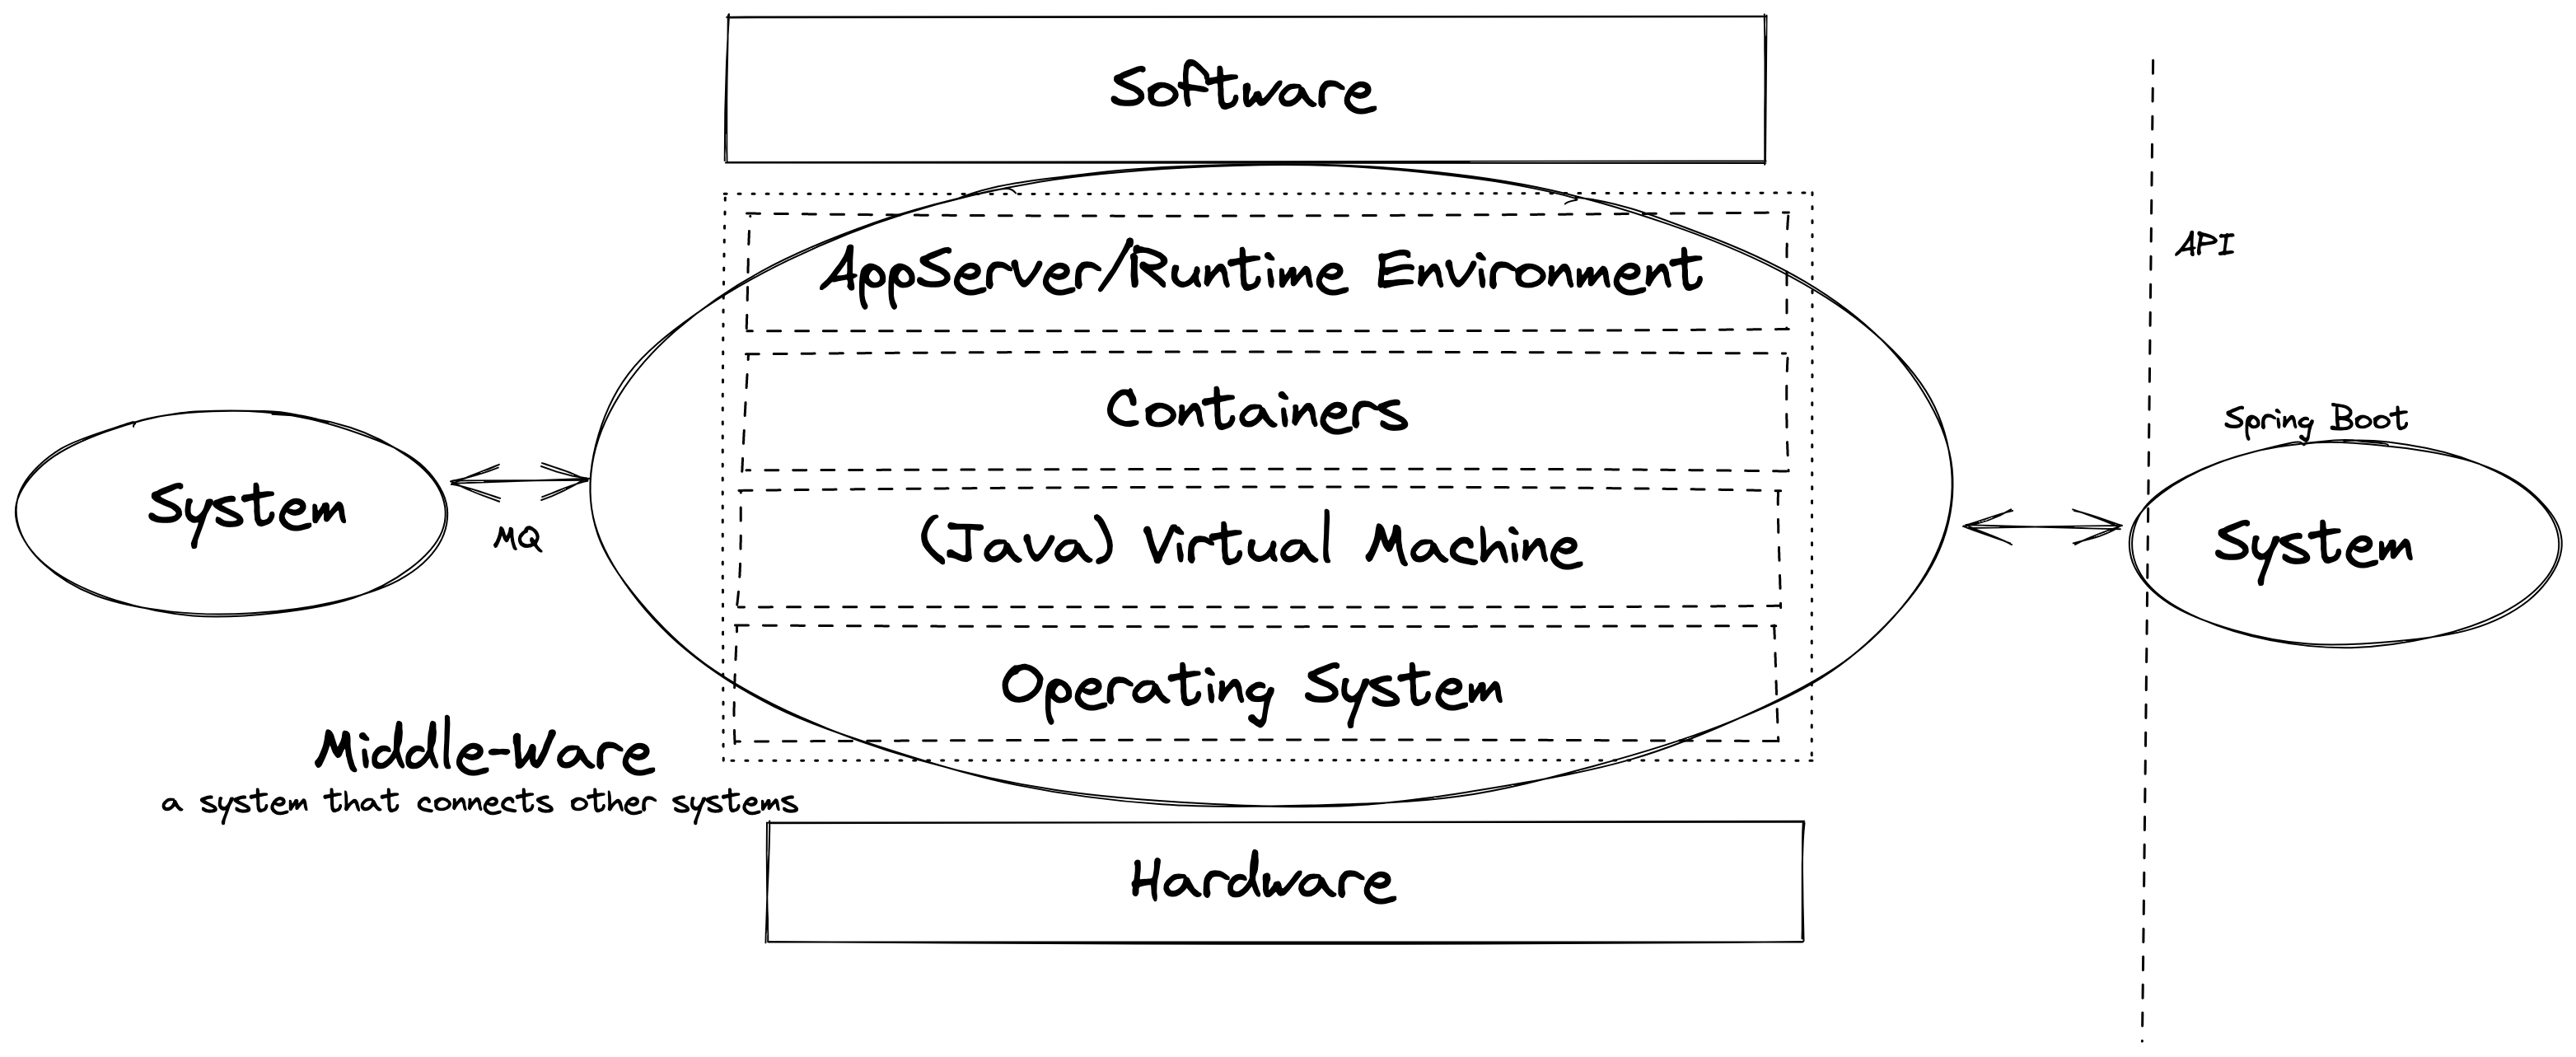 Software
AppServer/Runtime Environment
API
Containers
Spring Boot
System
MQ
(Java) Virtual Machine
System
Operating System
Middle-Ware
a system that connects other systems
Hardware